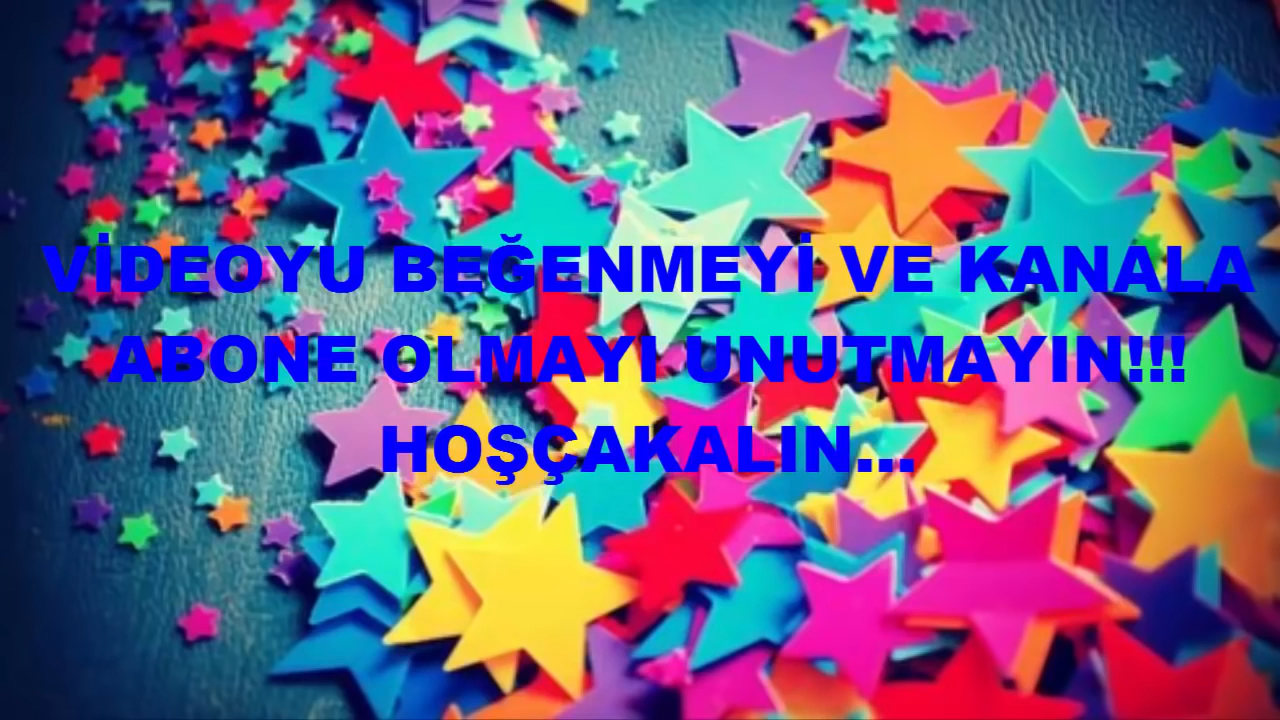 VİDEOYU BEĞENMEYİ VE KANALA
ABONE OLMAYI UNUTMAYIN!!!
HOŞÇAKALIN...